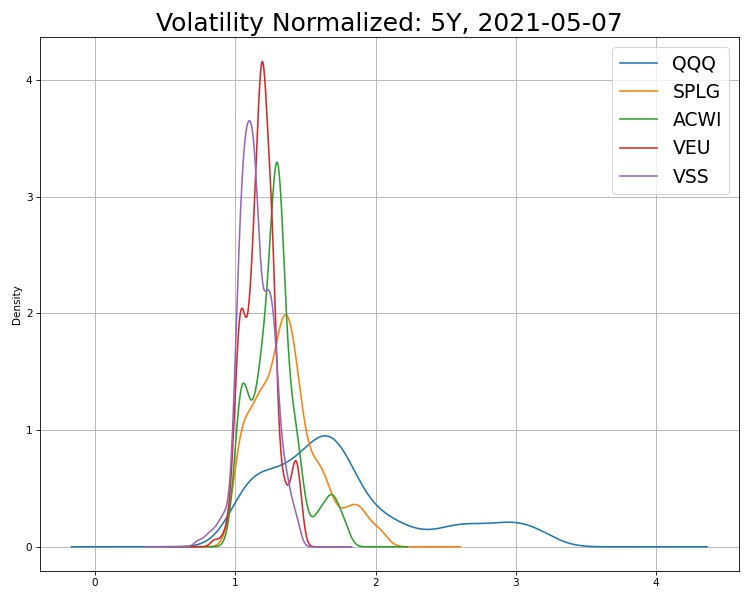 Volatility Normalized: 5Y, 2021-05-07
QQQ
SPLG
ACWI
VEU
VSS
Density
4
3
2
1
0
0 1 2 3 4